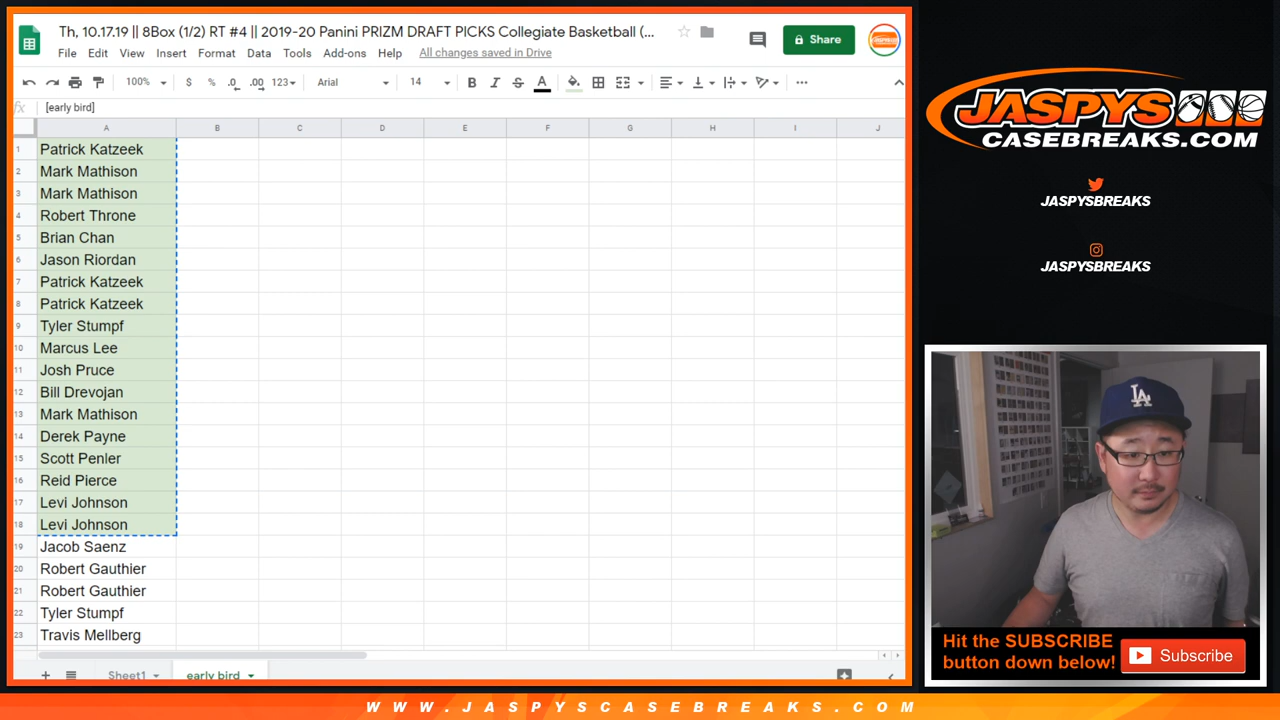 Th, 10.17.19 || 8Box (1/2) RT #4 || 2019-20 Panini PRIZM DRAFT PICKS Collegiate Basketball (...
File Edit View Insert Format Data Tools Add-ons Help All changes saved in Drive
Share
100% $ % .0 .00 123 Arial 14 B I S A
fx [early bird]
A B C D E F G H I J
1 Patrick Katzeek
2 Mark Mathison
3 Mark Mathison
4 Robert Throne
5 Brian Chan
6 Jason Riordan
7 Patrick Katzeek
8 Patrick Katzeek
9 Tyler Stumpf
10 Marcus Lee
11 Josh Pruce
12 Bill Drevojan
13 Mark Mathison
14 Derek Payne
15 Scott Penler
16 Reid Pierce
17 Levi Johnson
18 Levi Johnson
19 Jacob Saenz
20 Robert Gauthier
21 Robert Gauthier
22 Tyler Stumpf
23 Travis Mellberg
Sheet1 early bird
JASPYS
CASEBREAKS.COM
JASPYSBREAKS
JASPYSBREAKS
LA
Hit the SUBSCRIBE
button down below!
Subscribe
WWW.JASPYSCASEBREAKS.COM